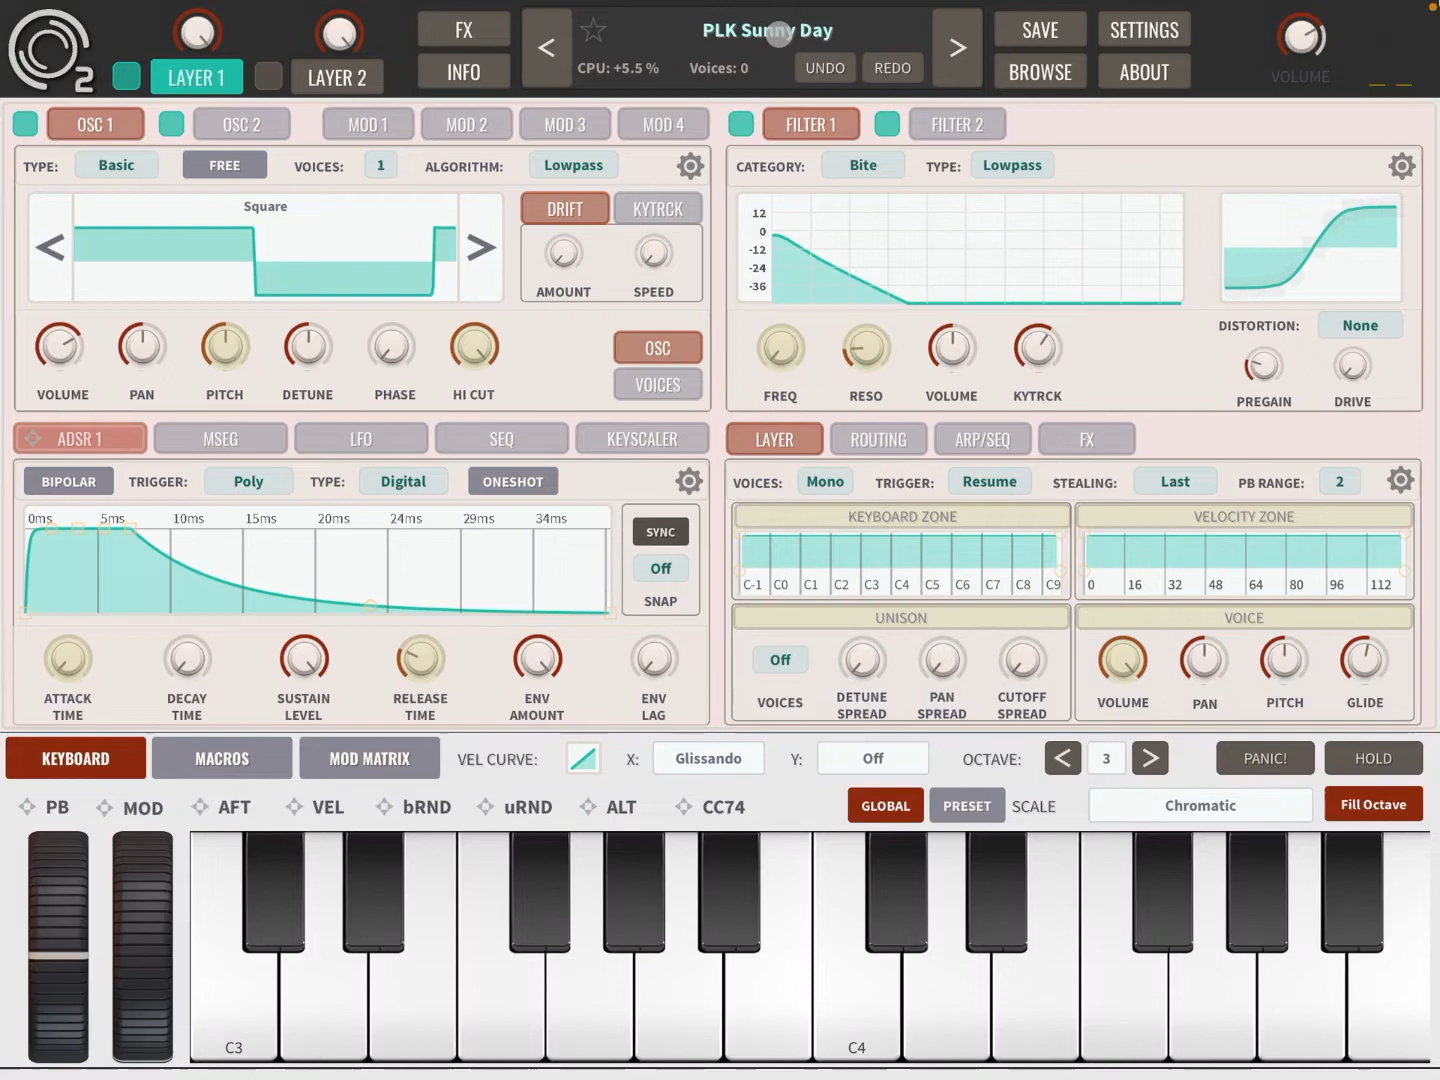 2
LAYER 1
LAYER 2
FX
INFO
<
PLK Sunny Day
CPU: +5.5 %
Voices: 0
UNDO
REDO
>
SAVE
SETTINGS
BROWSE
ABOUT
VOLUME
OSC 1
OSC 2
MOD 1
MOD 2
MOD 3
MOD 4
TYPE: Basic
FREE
VOICES: 1
ALGORITHM: Lowpass
Square
DRIFT
KYTRCK
AMOUNT
SPEED
VOLUME
PAN
PITCH
DETUNE
PHASE
HI CUT
OSC
VOICES
FILTER 1
FILTER 2
CATEGORY: Bite
TYPE: Lowpass
12
0
-12
-24
-36
FREQ
RESO
VOLUME
KYTRCK
DISTORTION: None
PREGAIN
DRIVE
ADSR 1
MSEG
LFO
SEQ
KEYSCALER
BIPOLAR
TRIGGER: Poly
TYPE: Digital
ONESHOT
0ms 5ms 10ms 15ms 20ms 24ms 29ms 34ms
SYNC
Off
SNAP
ATTACK TIME
DECAY TIME
SUSTAIN LEVEL
RELEASE TIME
ENV AMOUNT
ENV LAG
LAYER
ROUTING
ARP/SEQ
FX
VOICES: Mono
TRIGGER: Resume
STEALING: Last
PB RANGE: 2
KEYBOARD ZONE
C-1 C0 C1 C2 C3 C4 C5 C6 C7 C8 C9
VELOCITY ZONE
0 16 32 48 64 80 96 112
UNISON
Off
VOICES
DETUNE SPREAD
PAN SPREAD
CUTOFF SPREAD
VOICE
VOLUME
PAN
PITCH
GLIDE
KEYBOARD
MACROS
MOD MATRIX
VEL CURVE:
X: Glissando
Y: Off
OCTAVE: < 3 >
PANIC!
HOLD
PB
MOD
AFT
VEL
bRND
uRND
ALT
CC74
GLOBAL
PRESET
SCALE
Chromatic
Fill Octave
C3
C4